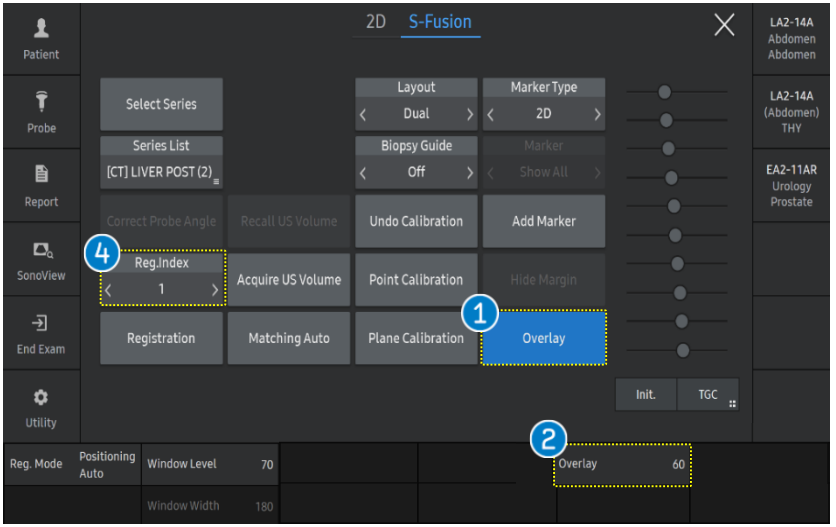 2D S-Fusion
Patient
Probe
Report
SonoView
End Exam
Utility
Select Series
Layout
Dual
Marker Type
2D
Series List
[CT] LIVER POST (2)
Biopsy Guide
Off
Marker
Show All
Correct Probe Angle
Recall US Volume
Undo Calibration
Add Marker
4
Reg.Index
1
Acquire US Volume
Point Calibration
Hide Margin
Registration
Matching Auto
Plane Calibration
1
Overlay
Init.
TGC
LA2-14A
Abdomen
Abdomen
LA2-14A
(Abdomen)
THY
EA2-11AR
Urology
Prostate
Reg. Mode
Positioning
Auto
Window Level 70
2
Overlay 60
Window Width 180